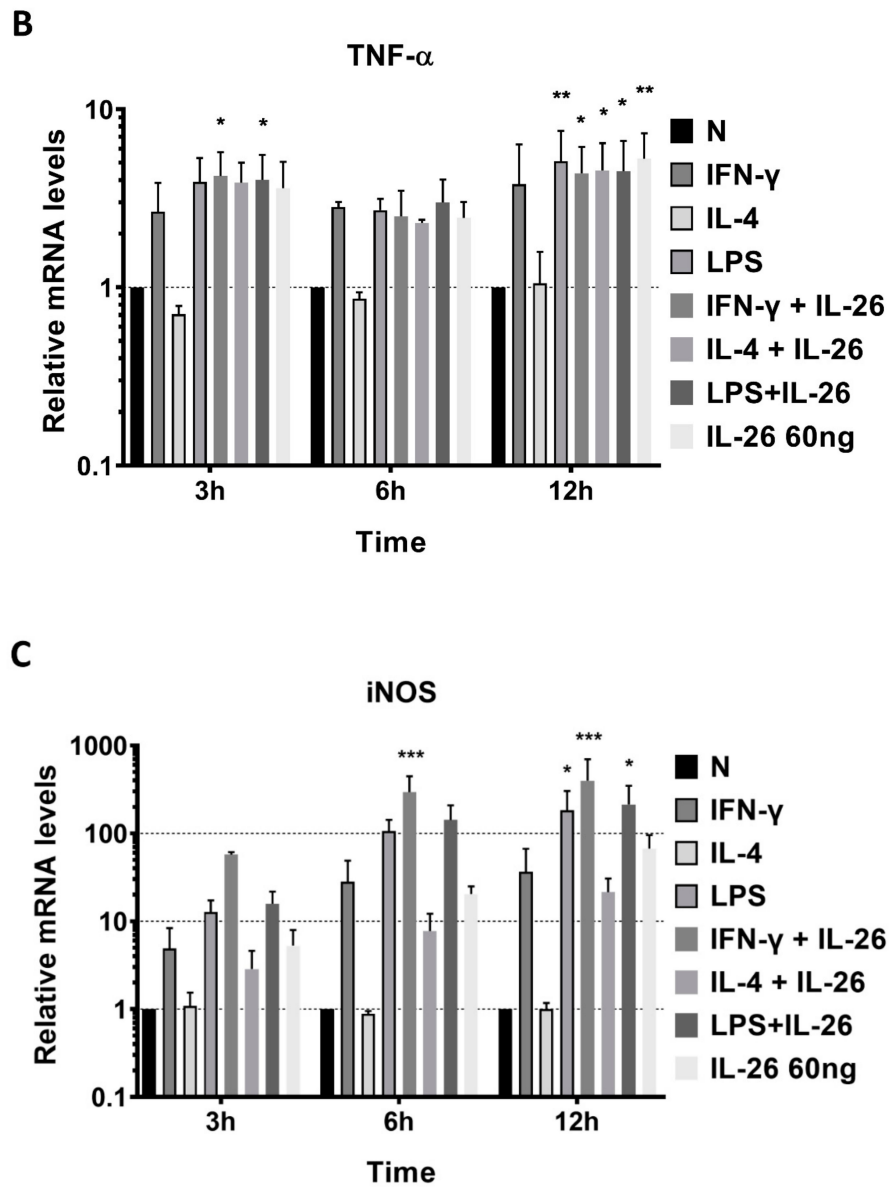 B
TNF-α
Relative mRNA levels
10
1
0.1
* *
** * * * **
3h 6h 12h
Time
N
IFN-γ
IL-4
LPS
IFN-γ + IL-26
IL-4 + IL-26
LPS+IL-26
IL-26 60ng
C
iNOS
Relative mRNA levels
1000
100
10
1
0.1
***
* *** *
3h 6h 12h
Time
N
IFN-γ
IL-4
LPS
IFN-γ + IL-26
IL-4 + IL-26
LPS+IL-26
IL-26 60ng